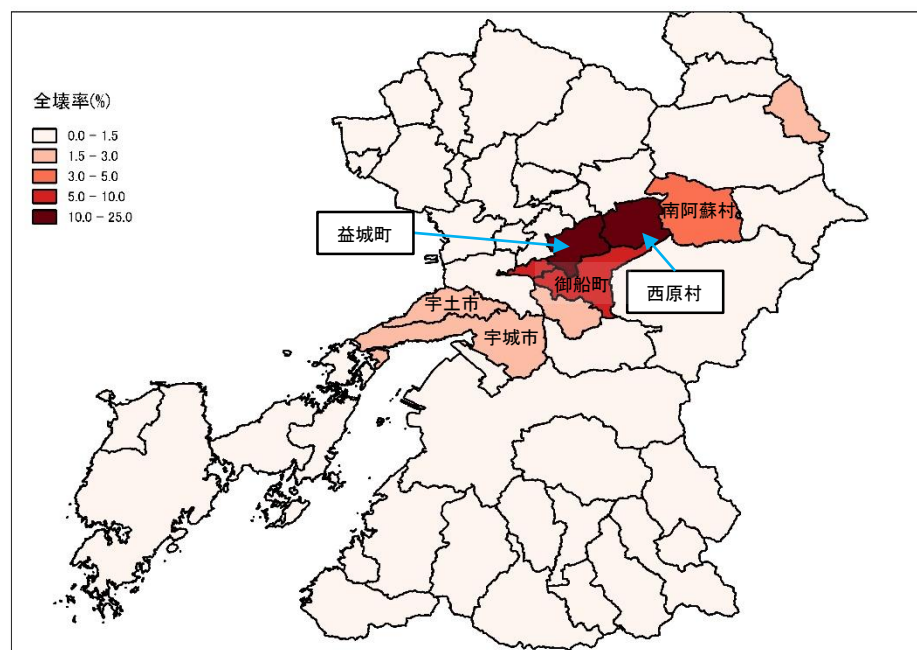 全壊率(%)
0.0 – 1.5
1.5 – 3.0
3.0 – 5.0
5.0 – 10.0
10.0 – 25.0
南阿蘇村
益城町
西原村
御船町
宇土市
宇城市